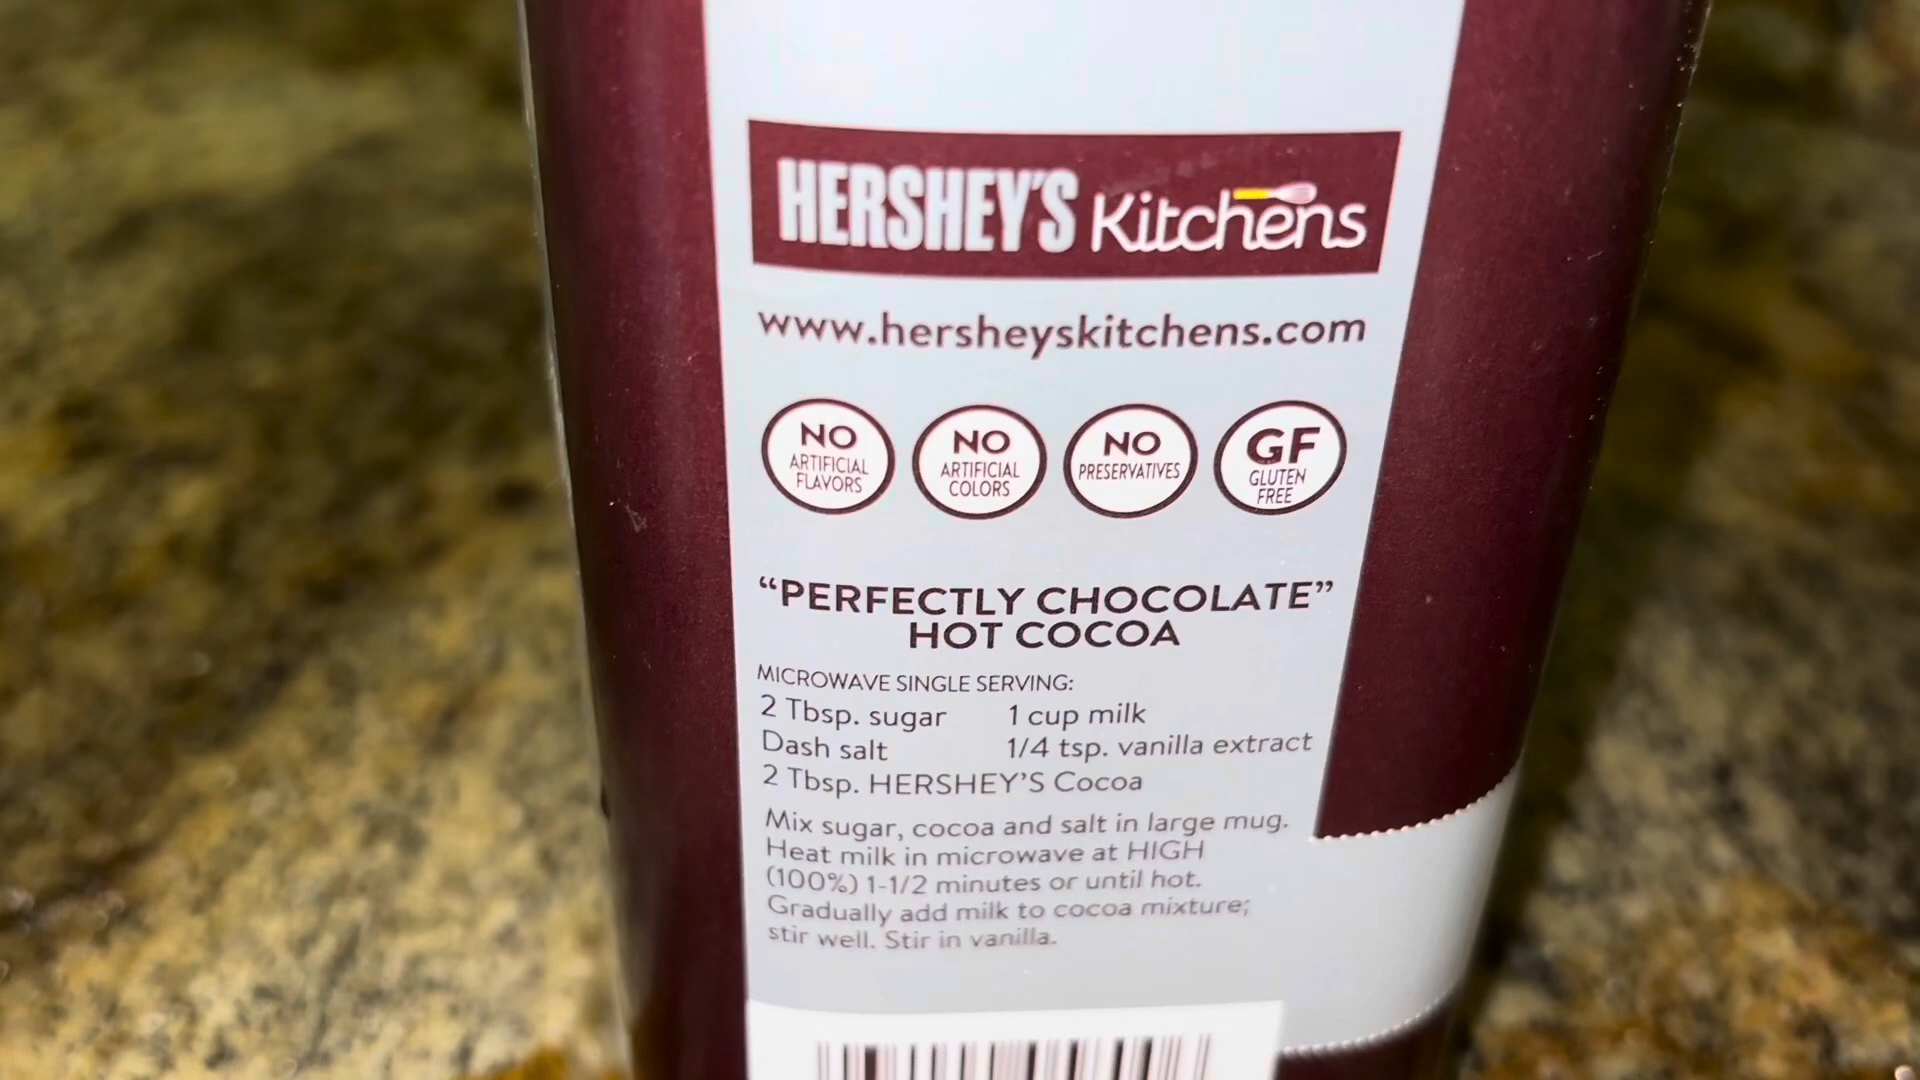 HERSHEY'S Kitchens
www.hersheyskitchens.com
NO
ARTIFICIAL
FLAVORS
NO
ARTIFICIAL
COLORS
NO
PRESERVATIVES
GF
GLUTEN
FREE
“PERFECTLY CHOCOLATE”
HOT COCOA
MICROWAVE SINGLE SERVING:
2 Tbsp. sugar 1 cup milk
Dash salt 1/4 tsp. vanilla extract
2 Tbsp. HERSHEY'S Cocoa
Mix sugar, cocoa and salt in large mug.
Heat milk in microwave at HIGH
(100%) 1-1/2 minutes or until hot.
Gradually add milk to cocoa mixture;
stir well. Stir in vanilla.